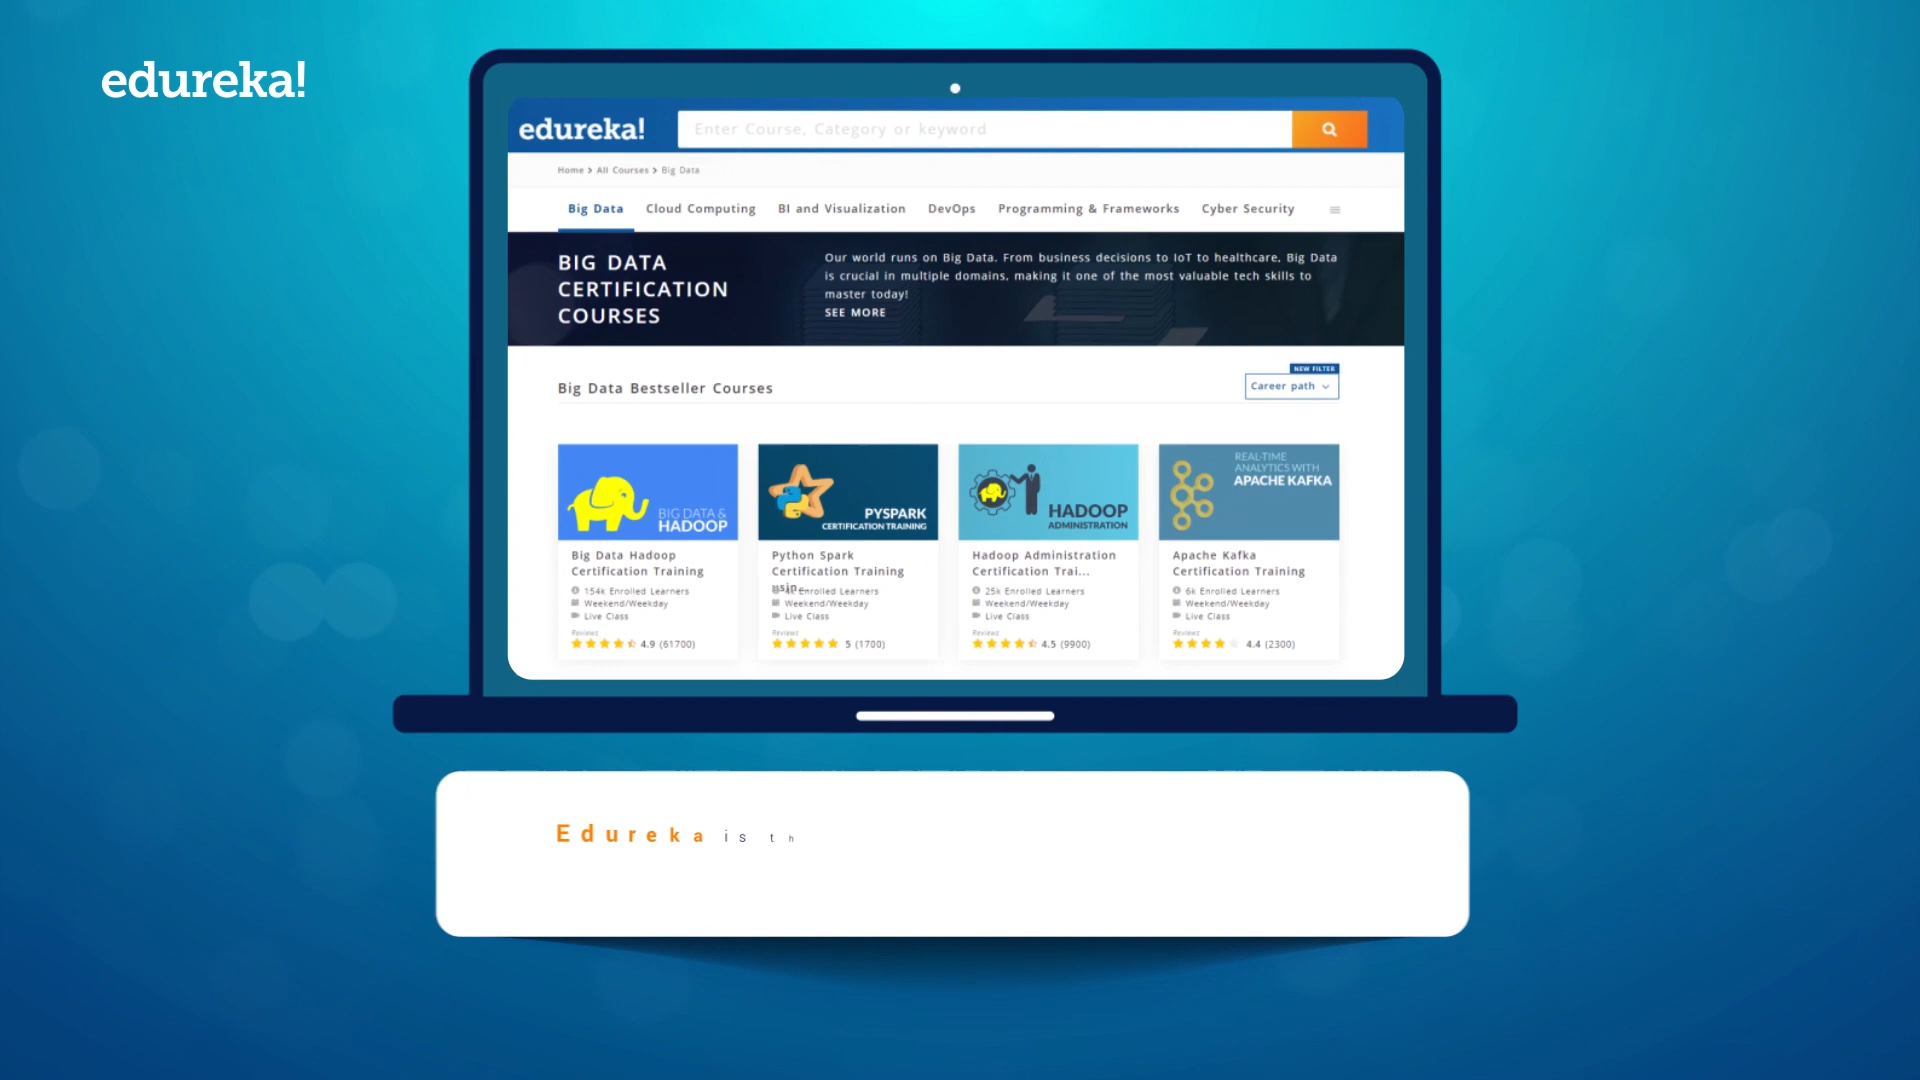 edureka!
edureka!
Enter Course, Category or keyword
Home > All Courses > Big Data
Big Data Cloud Computing BI and Visualization DevOps Programming & Frameworks Cyber Security
BIG DATA
CERTIFICATION
COURSES
Our world runs on Big Data. From business decisions to IoT to healthcare, Big Data
is crucial in multiple domains, making it one of the most valuable tech skills to
master today!
SEE MORE
NEW FILTER
Big Data Bestseller Courses
Career path
BIG DATA &
HADOOP
Big Data Hadoop
Certification Training
154k Enrolled Learners
Weekend/Weekday
Live Class
Reviews
4.9 (61700)
PYSPARK
CERTIFICATION TRAINING
Python Spark
Certification Training
usin...
Enrolled Learners
Weekend/Weekday
Live Class
Reviews
5 (1700)
HADOOP
ADMINISTRATION
Hadoop Administration
Certification Trai...
25k Enrolled Learners
Weekend/Weekday
Live Class
Reviews
4.5 (9900)
REAL-TIME
ANALYTICS WITH
APACHE KAFKA
Apache Kafka
Certification Training
6k Enrolled Learners
Weekend/Weekday
Live Class
Reviews
4.4 (2300)
Edureka is th